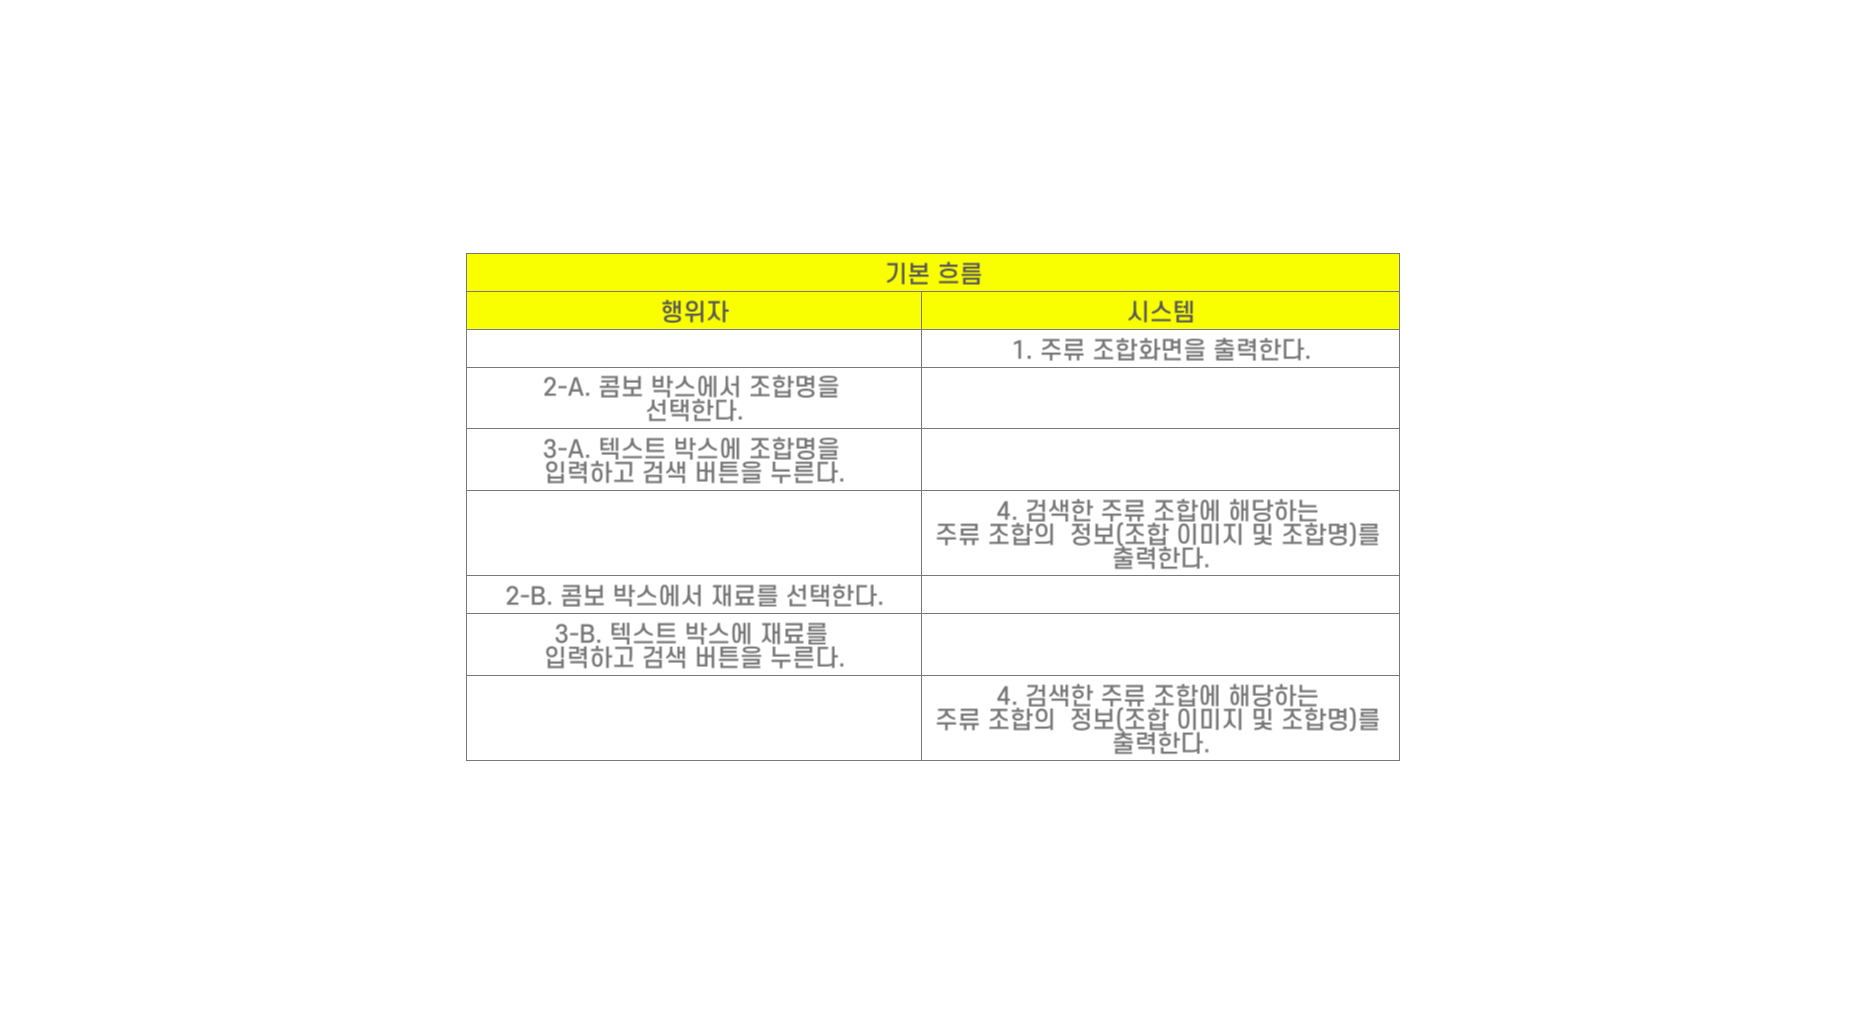 기본 흐름
행위자
시스템
1. 주류 조합화면을 출력한다.
2-A. 콤보 박스에서 조합명을
선택한다.
3-A. 텍스트 박스에 조합명을
입력하고 검색 버튼을 누른다.
4. 검색한 주류 조합에 해당하는
주류 조합의  정보(조합 이미지 및 조합명)를
출력한다.
2-B. 콤보 박스에서 재료를 선택한다.
3-B. 텍스트 박스에 재료를
입력하고 검색 버튼을 누른다.
4. 검색한 주류 조합에 해당하는
주류 조합의  정보(조합 이미지 및 조합명)를
출력한다.